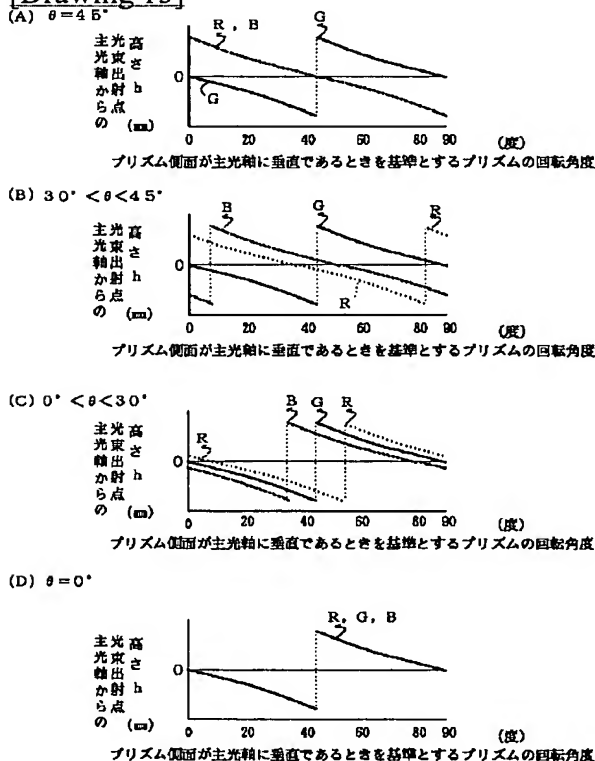 [Drawing
(A) θ=45°
主光軸からの
光束出射点
高さ h
(mm)
R, B
G
G
0
0 20 40 60 80 90 (度)
プリズム側面が主光軸に垂直であるときを基準とするプリズムの回転角度
(B) 30°<θ<45°
主光軸からの
光束出射点
高さ h
(mm)
B
G
R
R
0
0 20 40 60 80 90 (度)
プリズム側面が主光軸に垂直であるときを基準とするプリズムの回転角度
(C) 0°<θ<30°
主光軸からの
光束出射点
高さ h
(mm)
B G R
R
0
0 20 40 60 80 90 (度)
プリズム側面が主光軸に垂直であるときを基準とするプリズムの回転角度
(D) θ=0°
主光軸からの
光束出射点
高さ h
(mm)
R, G, B
0
0 20 40 60 80 90 (度)
プリズム側面が主光軸に垂直であるときを基準とするプリズムの回転角度